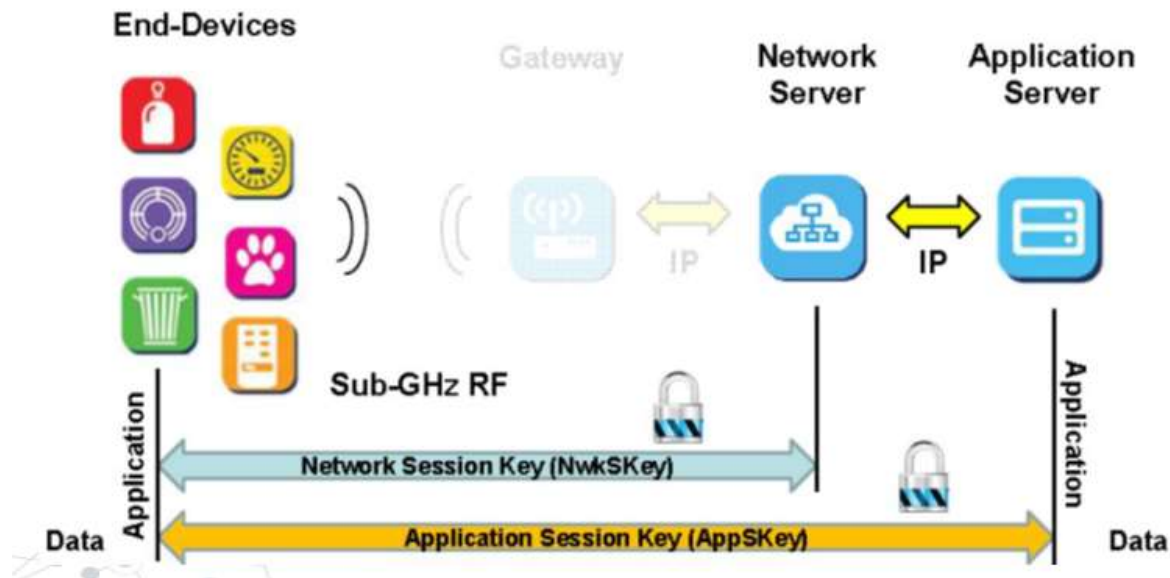 End-Devices
Gateway
Network
Server
Application
Server
IP
IP
Sub-GHz RF
Application
Application
Network Session Key (NwkSKey)
Application Session Key (AppSKey)
Data
Data